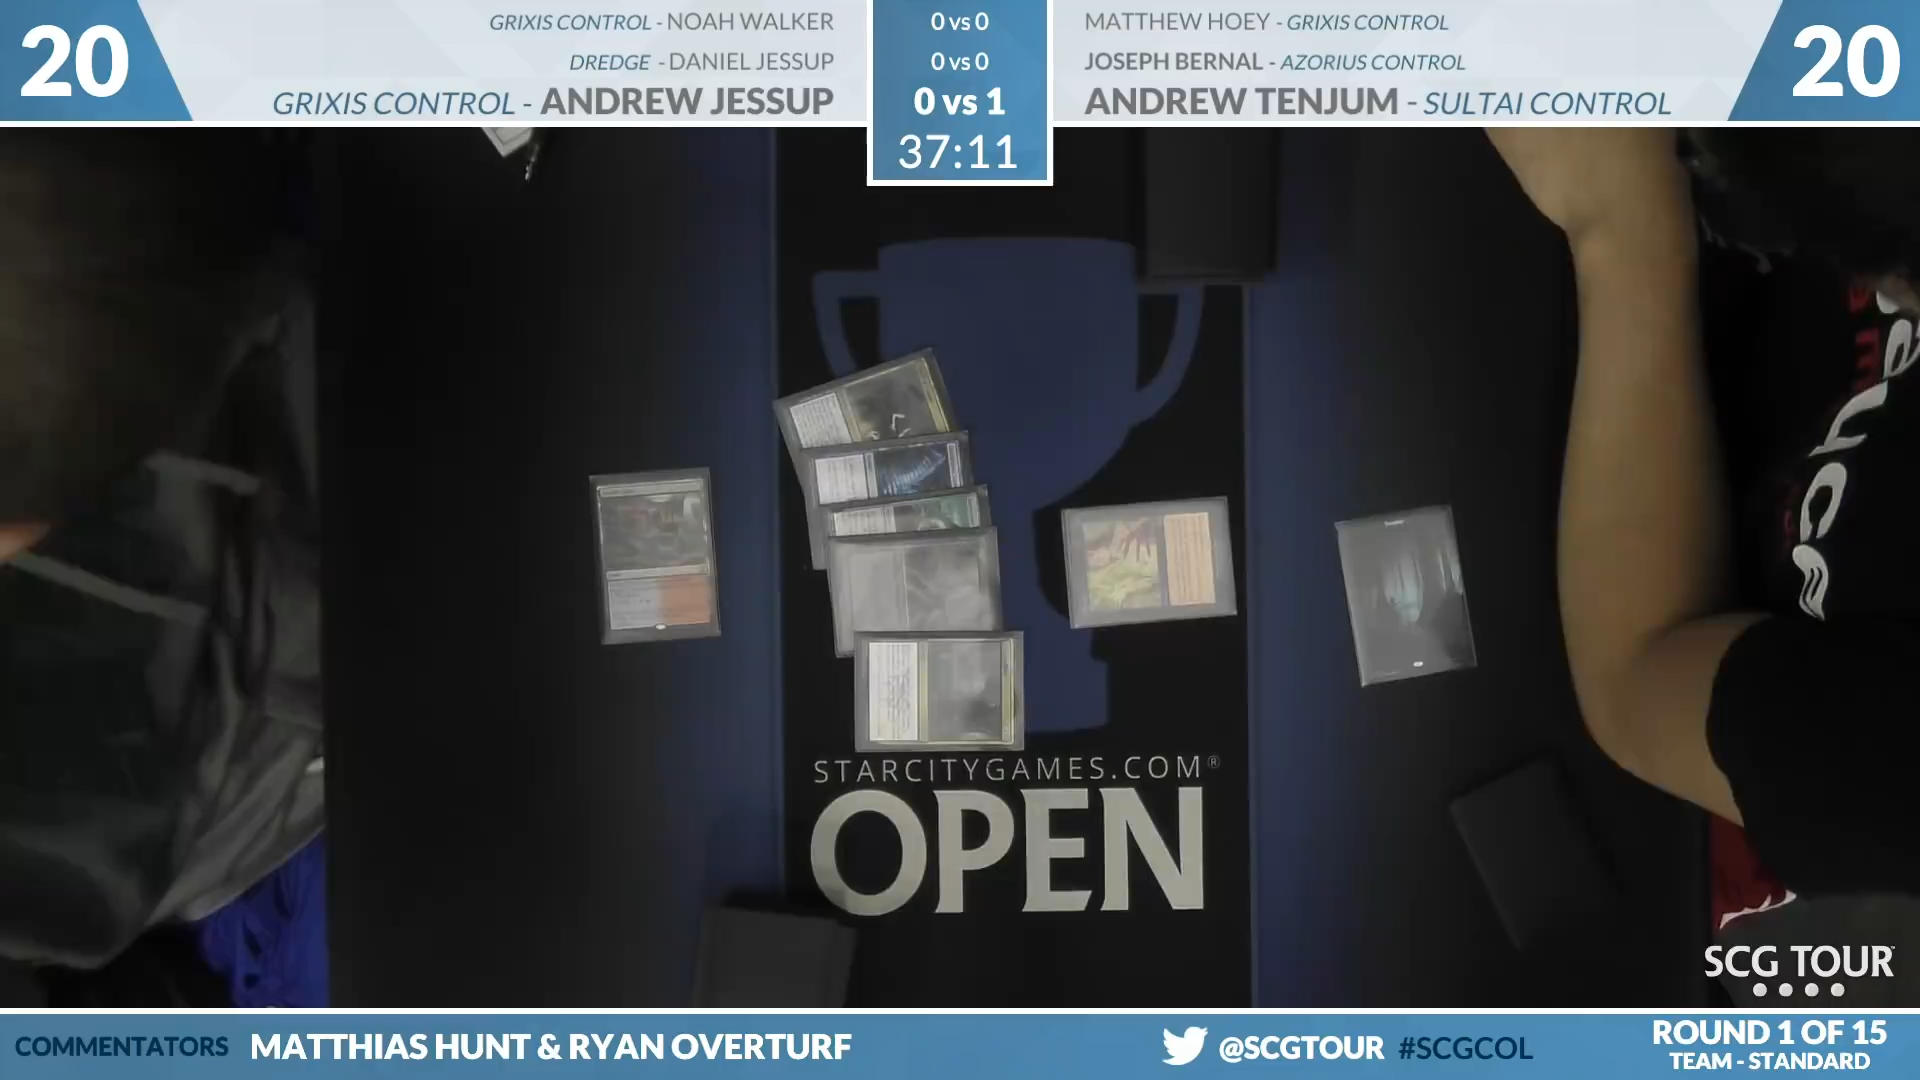 20
GRIXIS CONTROL - NOAH WALKER
DREDGE - DANIEL JESSUP
GRIXIS CONTROL - ANDREW JESSUP
0 vs 0
0 vs 0
0 vs 1
37:11
MATTHEW HOEY - GRIXIS CONTROL
JOSEPH BERNAL - AZORIUS CONTROL
ANDREW TENJUM - SULTAI CONTROL
20
STARCITYGAMES.COM®
OPEN
SCG TOUR
COMMENTATORS MATTHIAS HUNT & RYAN OVERTURF
@SCGTOUR #SCGCOL
ROUND 1 OF 15
TEAM - STANDARD